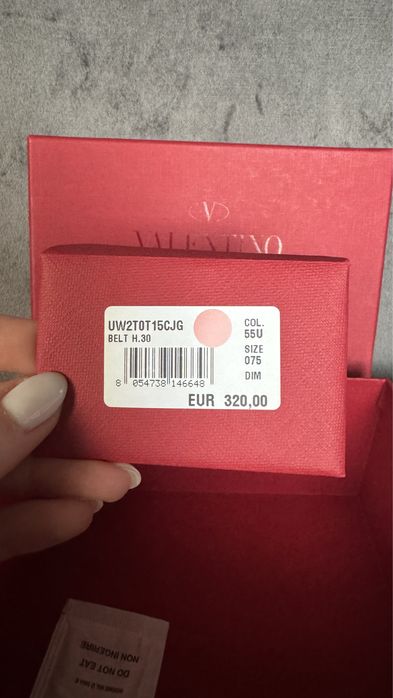 V
VALENTINO
UW2T0T15CJG
BELT H.30
COL.
55U
SIZE
075
DIM
8 054738 146648
EUR 320,00
DO NOT EAT
NON INGERIRE